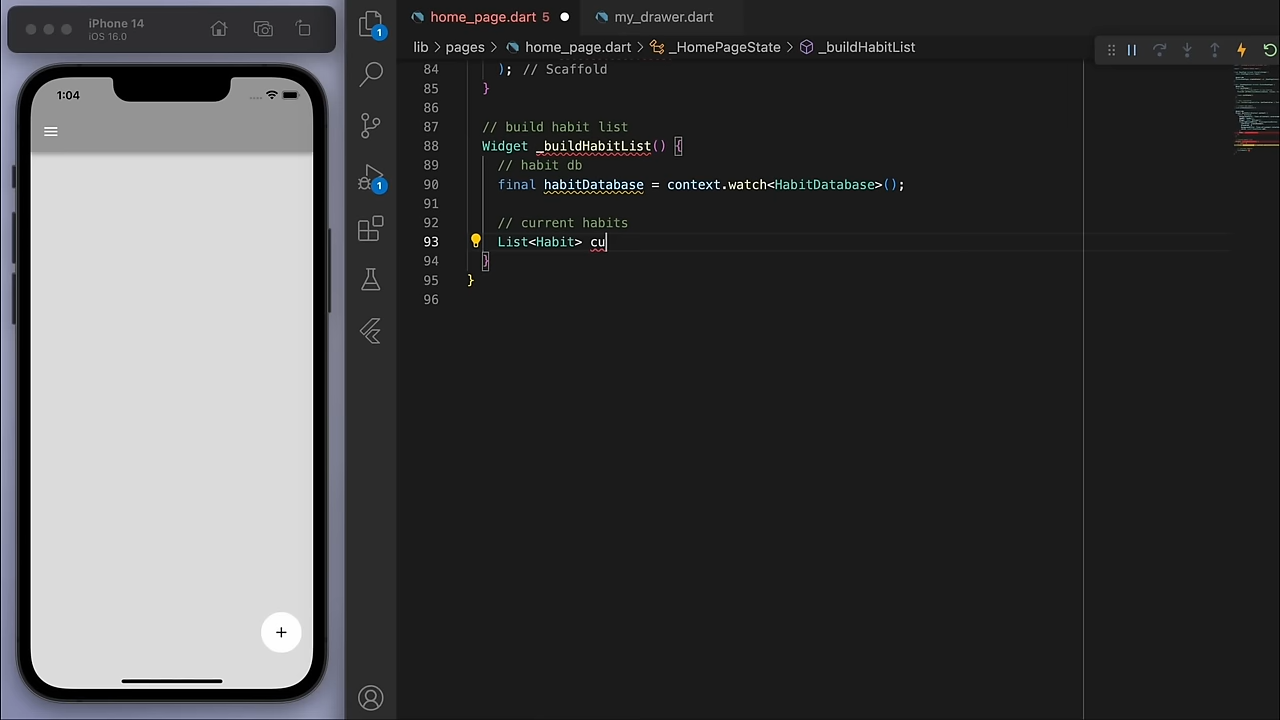 iPhone 14
iOS 16.0
1:04
+
1
1
home_page.dart 5
my_drawer.dart
lib > pages > home_page.dart > _HomePageState > _buildHabitList
84 ); // Scaffold
85 }
86
87 // build habit list
88 Widget _buildHabitList() {
89 // habit db
90 final habitDatabase = context.watch<HabitDatabase>();
91
92 // current habits
93 List<Habit> cu
94 }
95 }
96